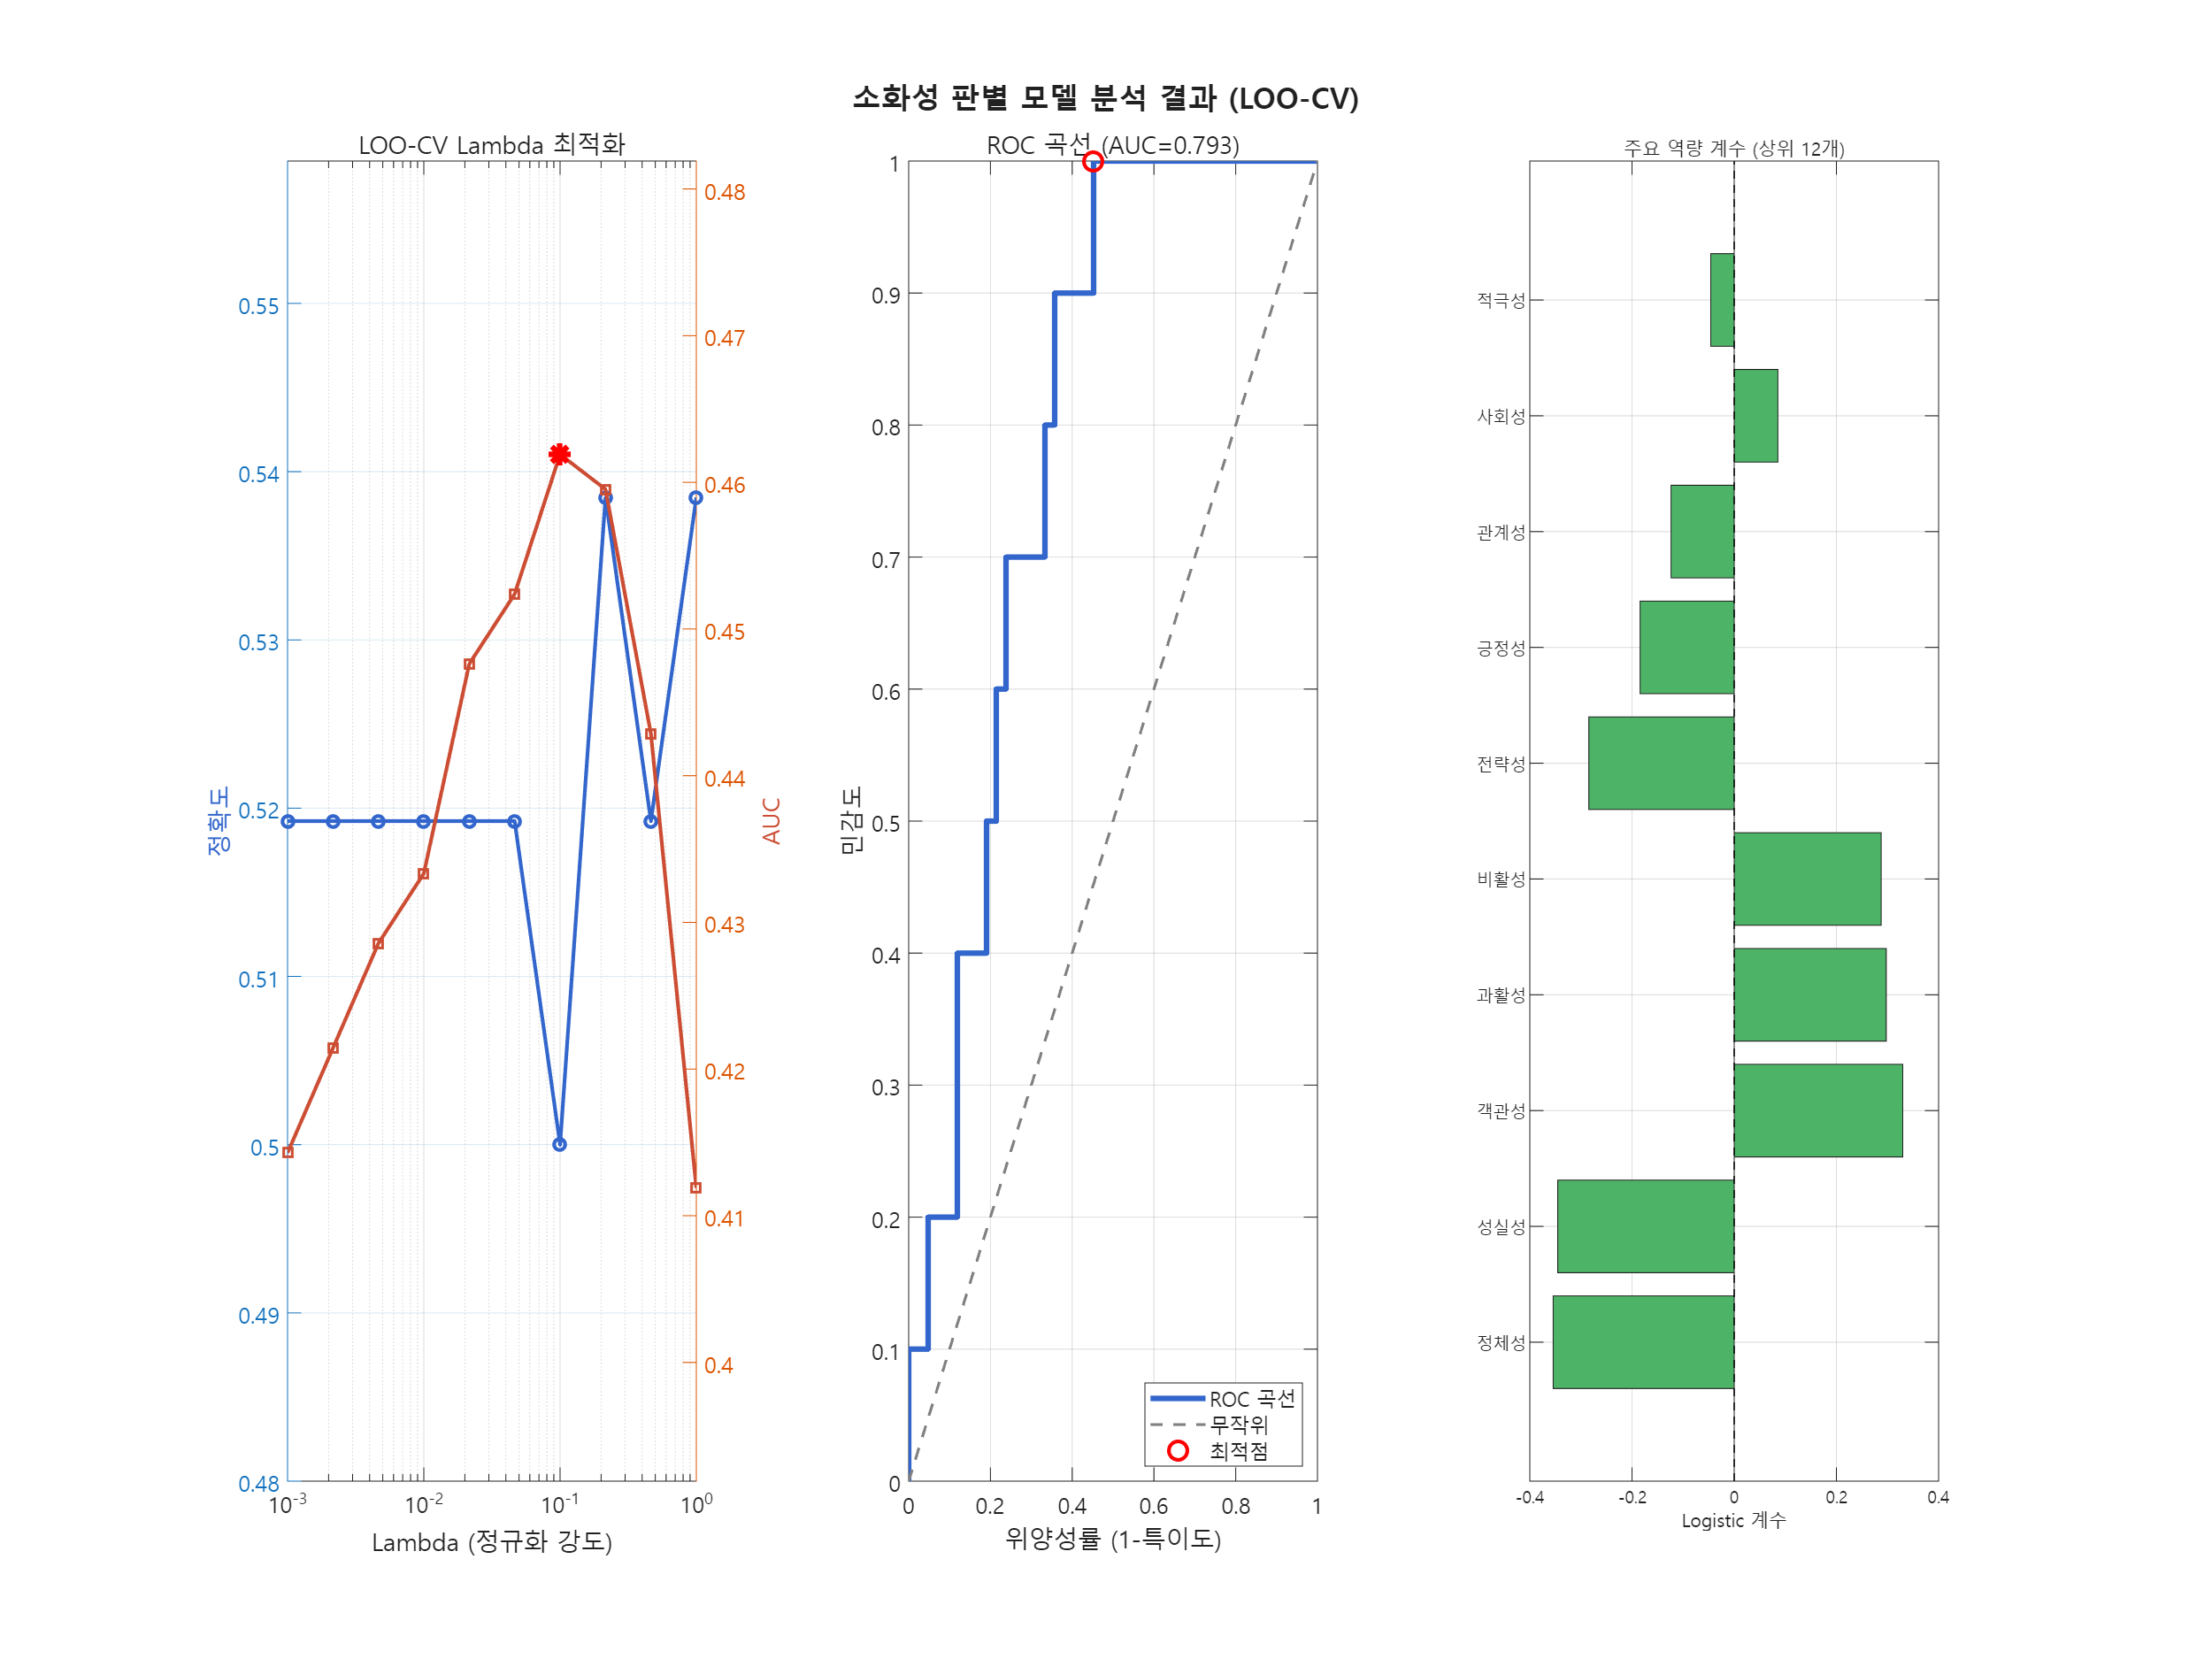 소화성 판별 모델 분석 결과 (LOO-CV)
LOO-CV Lambda 최적화
0.55
0.54
0.53
0.52
0.51
0.5
0.49
0.48
정확도
0.48
0.47
0.46
0.45
0.44
0.43
0.42
0.41
0.4
AUC
10-3
10-2
10-1
100
Lambda (정규화 강도)
ROC 곡선 (AUC=0.793)
1
0.9
0.8
0.7
0.6
0.5
0.4
0.3
0.2
0.1
0
민감도
0
0.2
0.4
0.6
0.8
1
위양성률 (1-특이도)
ROC 곡선
무작위
최적점
주요 역량 계수 (상위 12개)
적극성
사회성
관계성
긍정성
전략성
비활성
과활성
객관성
성실성
정체성
-0.4
-0.2
0
0.2
0.4
Logistic 계수